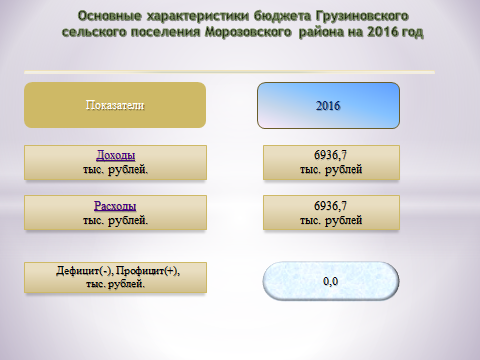 Основные характеристики бюджета Грузиновского
сельского поселения Морозовского района на 2016 год
Показатели
2016
Доходы
тыс. рублей.
6936,7
тыс. рублей
Расходы
тыс. рублей.
6936,7
тыс. рублей
Дефицит(-), Профицит(+),
тыс. рублей.
0,0